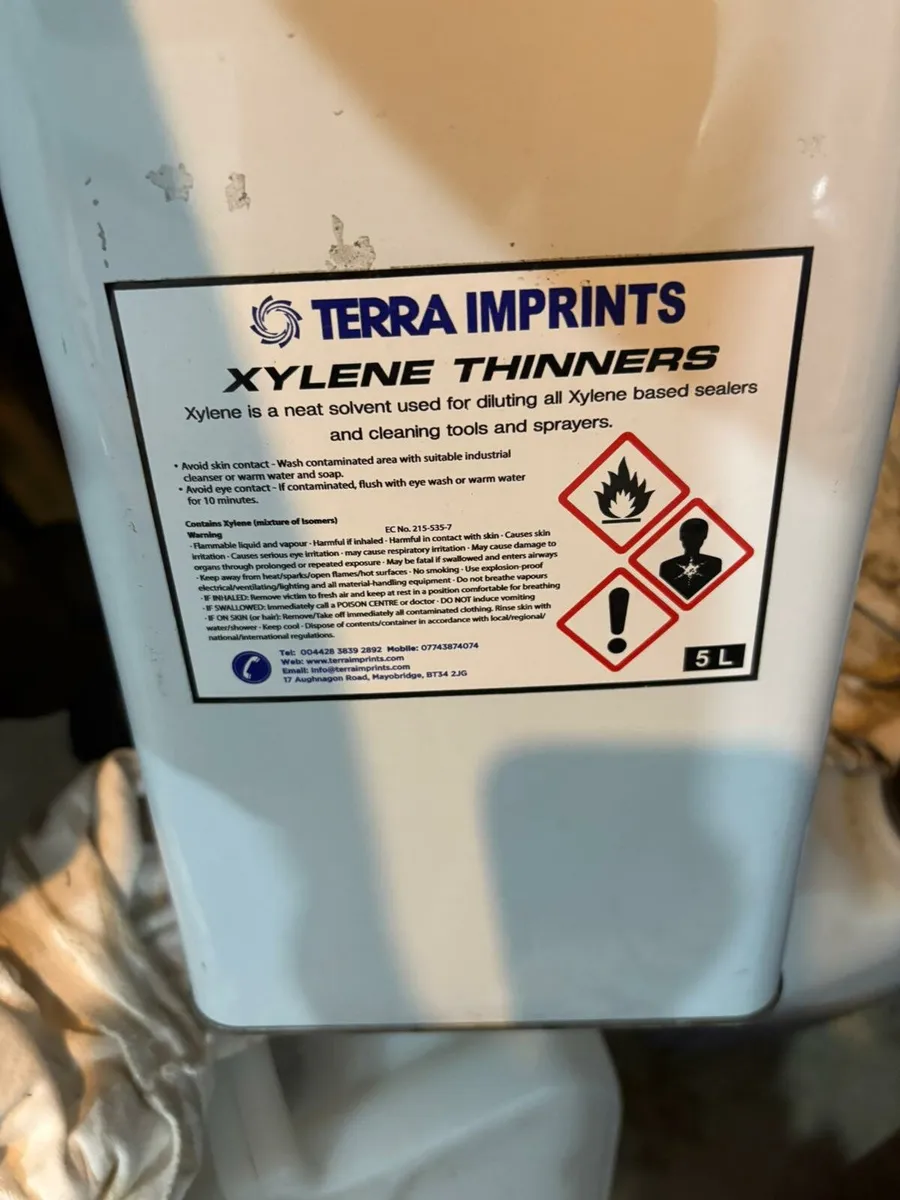 TERRA IMPRINTS
XYLENE THINNERS
Xylene is a neat solvent used for diluting all Xylene based sealers
and cleaning tools and sprayers.
• Avoid skin contact - Wash contaminated area with suitable industrial
cleanser or warm water and soap.
• Avoid eye contact - If contaminated, flush with eye wash or warm water
for 10 minutes.
Contains Xylene (mixture of Isomers)
Warning EC No. 215-535-7
· Flammable liquid and vapour · Harmful if inhaled · Harmful in contact with skin · Causes skin
irritation · Causes serious eye irritation · may cause respiratory irritation · May cause damage to
organs through prolonged or repeated exposure · May be fatal if swallowed and enters airways
· Keep away from heat/sparks/open flames/hot surfaces · No smoking · Use explosion-proof
electrical/ventilating/lighting and all material-handling equipment · Do not breathe vapours
· IF INHALED: Remove victim to fresh air and keep at rest in a position comfortable for breathing
· IF SWALLOWED: Immediately call a POISON CENTRE or doctor · DO NOT induce vomiting
· IF ON SKIN (or hair): Remove/Take off immediately all contaminated clothing. Rinse skin with
water/shower · Keep cool · Dispose of contents/container in accordance with local/regional/
national/international regulations.
Tel: 004428 3839 2892 Mobile: 07743874074
Web: www.terraimprints.com
Email: Info@terraimprints.com
17 Aughnagon Road, Mayobridge, BT34 2JG
5 L